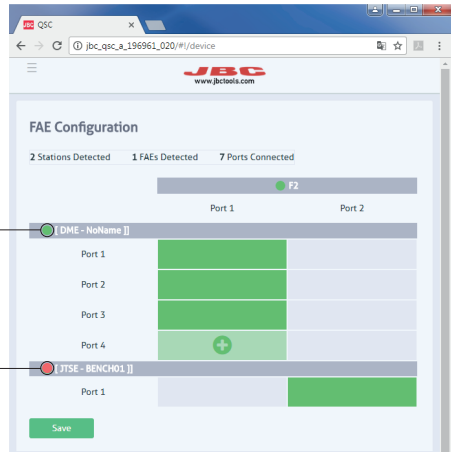 JBC QSC
jbc_qsc_a_196961_020/#!/device
JBC
www.jbctools.com
FAE Configuration
2 Stations Detected 1 FAEs Detected 7 Ports Connected
F2
Port 1 Port 2
[ DME - NoName ]]
Port 1
Port 2
Port 3
Port 4
[ JTSE - BENCH01 ]]
Port 1
Save